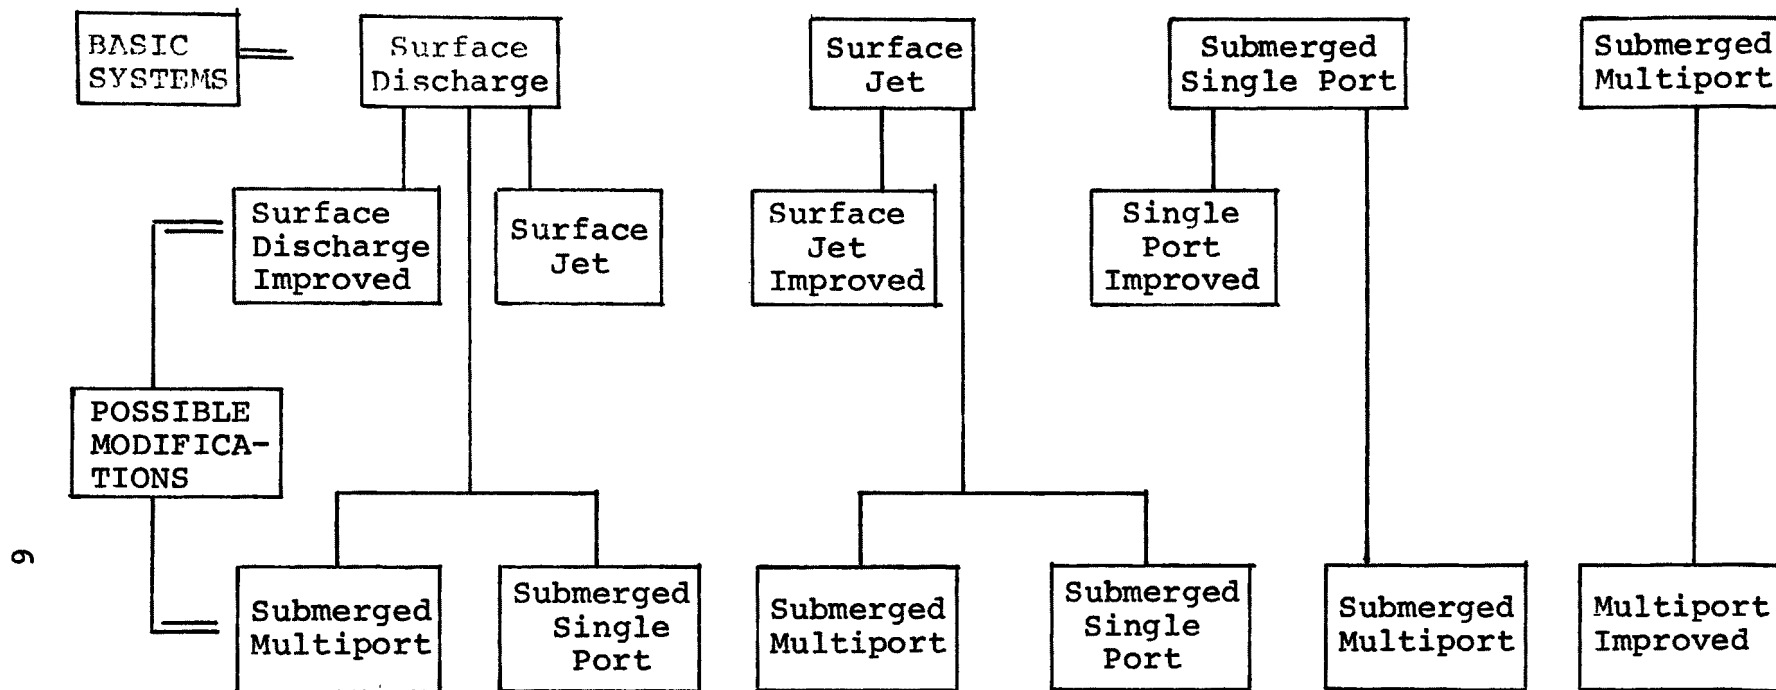 BASIC
SYSTEMS
Surface
Discharge
Surface
Jet
Submerged
Single Port
Submerged
Multiport
Surface
Discharge
Improved
Surface
Jet
Surface
Jet
Improved
Single
Port
Improved
POSSIBLE
MODIFICA-
TIONS
9
Submerged
Multiport
Submerged
Single
Port
Submerged
Multiport
Submerged
Single
Port
Submerged
Multiport
Multiport
Improved